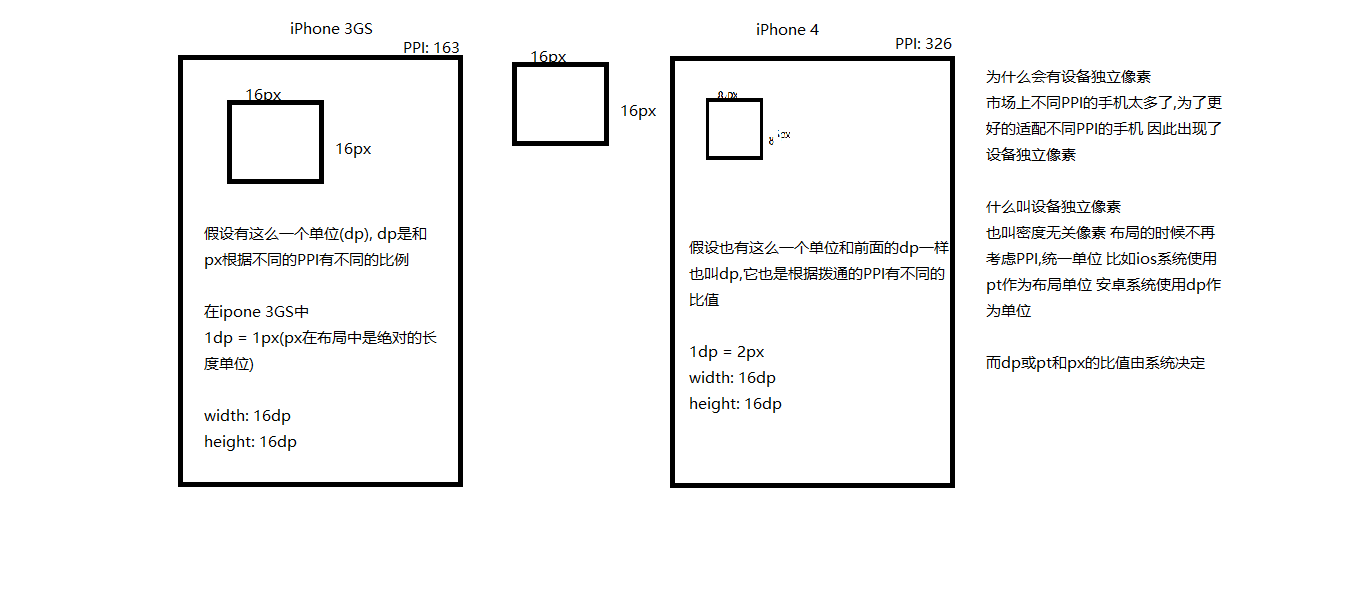 iPhone 3GS
PPI: 163
16px
16px
假设有这么一个单位(dp), dp是和
px根据不同的PPI有不同的比例
在ipone 3GS中
1dp = 1px(px在布局中是绝对的长
度单位)
width: 16dp
height: 16dp
16px
16px
iPhone 4
PPI: 326
假设也有这么一个单位和前面的dp一样
也叫dp,它也是根据拨通的PPI有不同的
比值
1dp = 2px
width: 16dp
height: 16dp
为什么会有设备独立像素
市场上不同PPI的手机太多了,为了更
好的适配不同PPI的手机 因此出现了
设备独立像素
什么叫设备独立像素
也叫密度无关像素 布局的时候不再
考虑PPI,统一单位 比如ios系统使用
pt作为布局单位 安卓系统使用dp作
为单位
而dp或pt和px的比值由系统决定